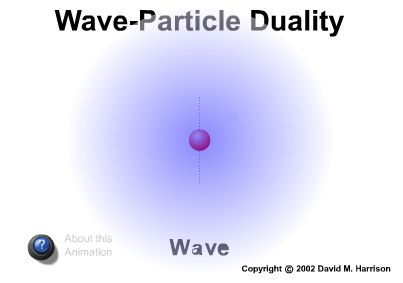 Wave-Particle Duality
?
About this
Animation
Wave
Copyright © 2002 David M. Harrison